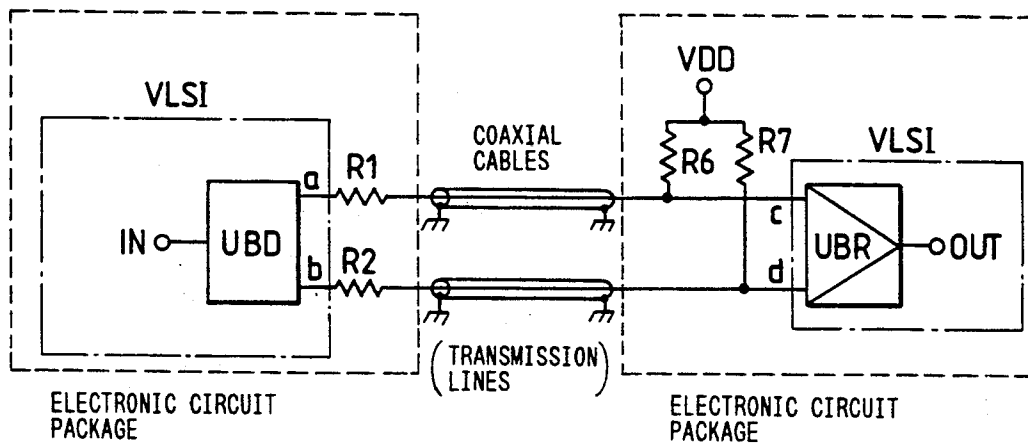 VLSI
IN
UBD
a
b
R1
R2
COAXIAL
CABLES
(TRANSMISSION
LINES)
VDD
R6
R7
VLSI
c
d
UBR
OUT
ELECTRONIC CIRCUIT
PACKAGE
ELECTRONIC CIRCUIT
PACKAGE